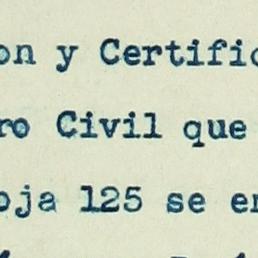 on y Certific
ro Civil que
oja 125 se en